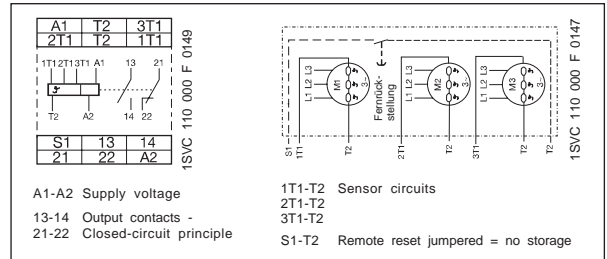 A1 T2 3T1
2T1 T2 1T1
1T1 2T1 3T1 A1 13 21
ϑ
T2 A2 14 22
S1 13 14
21 22 A2
1SVC 110 000 F 0149
A1-A2 Supply voltage
13-14 Output contacts -
21-22 Closed-circuit principle
L1 L2 L3 M1 3~
Fernrück-
stellung
L1 L2 L3 M2 3~
L1 L2 L3 M3 3~
S1 1T1 T2 2T1 T2 3T1 T2 T2
1SVC 110 000 F 0147
1T1-T2 Sensor circuits
2T1-T2
3T1-T2
S1-T2 Remote reset jumpered = no storage